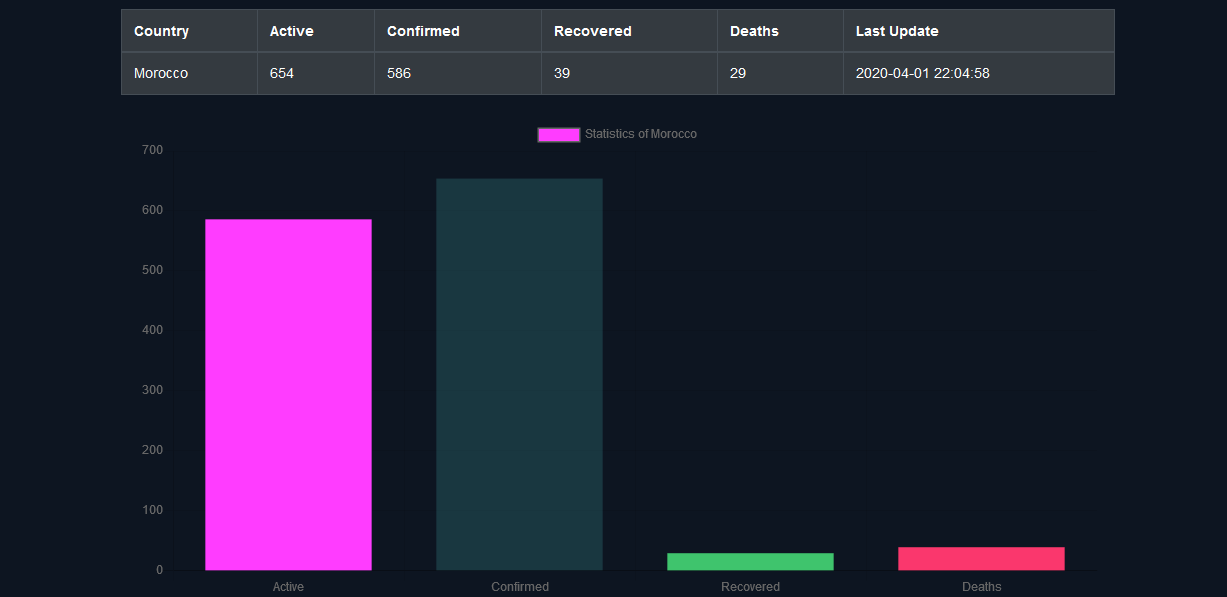 Country Active Confirmed Recovered Deaths Last Update
Morocco 654 586 39 29 2020-04-01 22:04:58
Statistics of Morocco
700
600
500
400
300
200
100
0
Active Confirmed Recovered Deaths